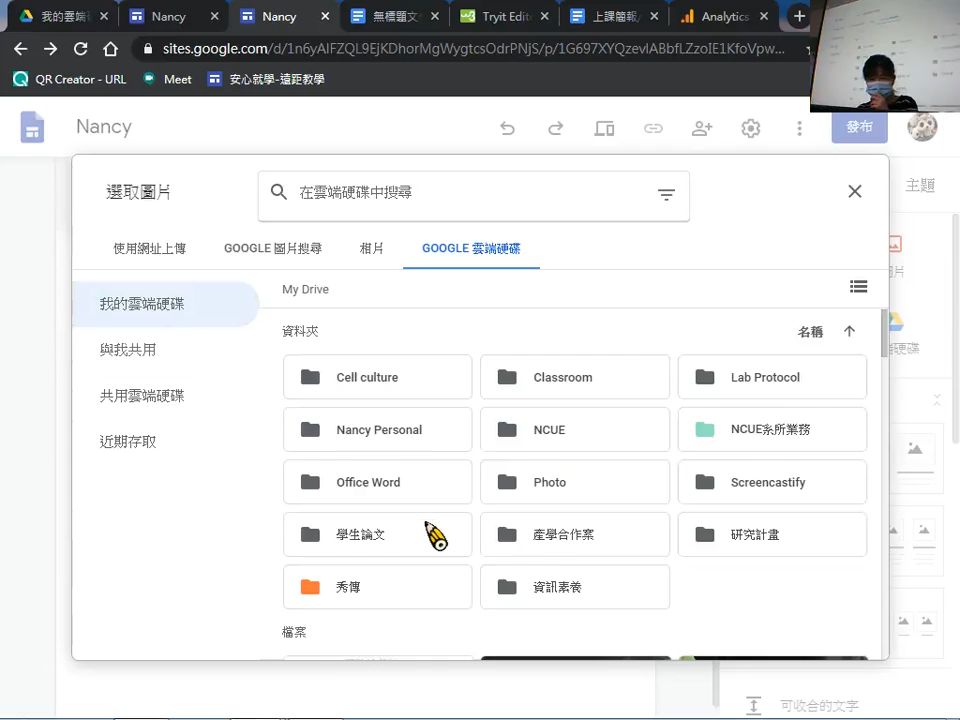 我的雲端
Nancy
Nancy
無標題文
Tryit Edit
上課簡報/
Analytics
sites.google.com/d/1n6yAlFZQL9EjKDhorMgWygtcsOdrPNjS/p/1G697XYQzevlABbfLZzoIE1KfoVpw...
QR Creator - URL
Meet
安心就學-遠距教學
Nancy
發布
選取圖片
在雲端硬碟中搜尋
主題
使用網址上傳
GOOGLE 圖片搜尋
相片
GOOGLE 雲端硬碟
我的雲端硬碟
My Drive
與我共用
資料夾
名稱
硬碟
共用雲端硬碟
Cell culture
Classroom
Lab Protocol
近期存取
Nancy Personal
NCUE
NCUE系所業務
Office Word
Photo
Screencastify
學生論文
產學合作案
研究計畫
秀傳
資訊素養
檔案
可收合的文字